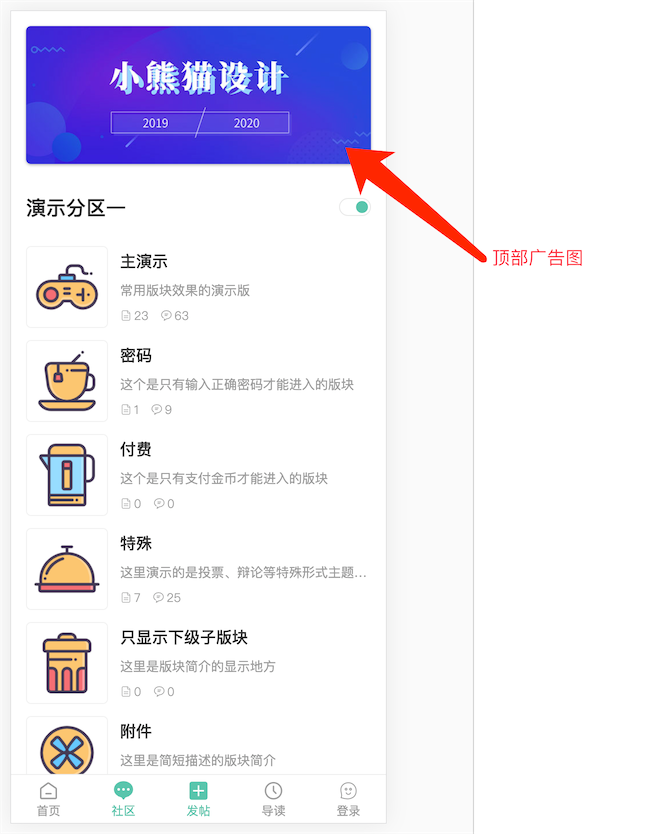 小熊猫设计
2019 2020
演示分区一
顶部广告图
主演示
常用版块效果的演示版
23 63
密码
这个是只有输入正确密码才能进入的版块
1 9
付费
这个是只有支付金币才能进入的版块
0 0
特殊
这里演示的是投票、辩论等特殊形式主题...
7 25
只显示下级子版块
这里是版块简介的显示地方
0 0
附件
这里是简短描述的版块简介
首页 社区 发帖 导读 登录